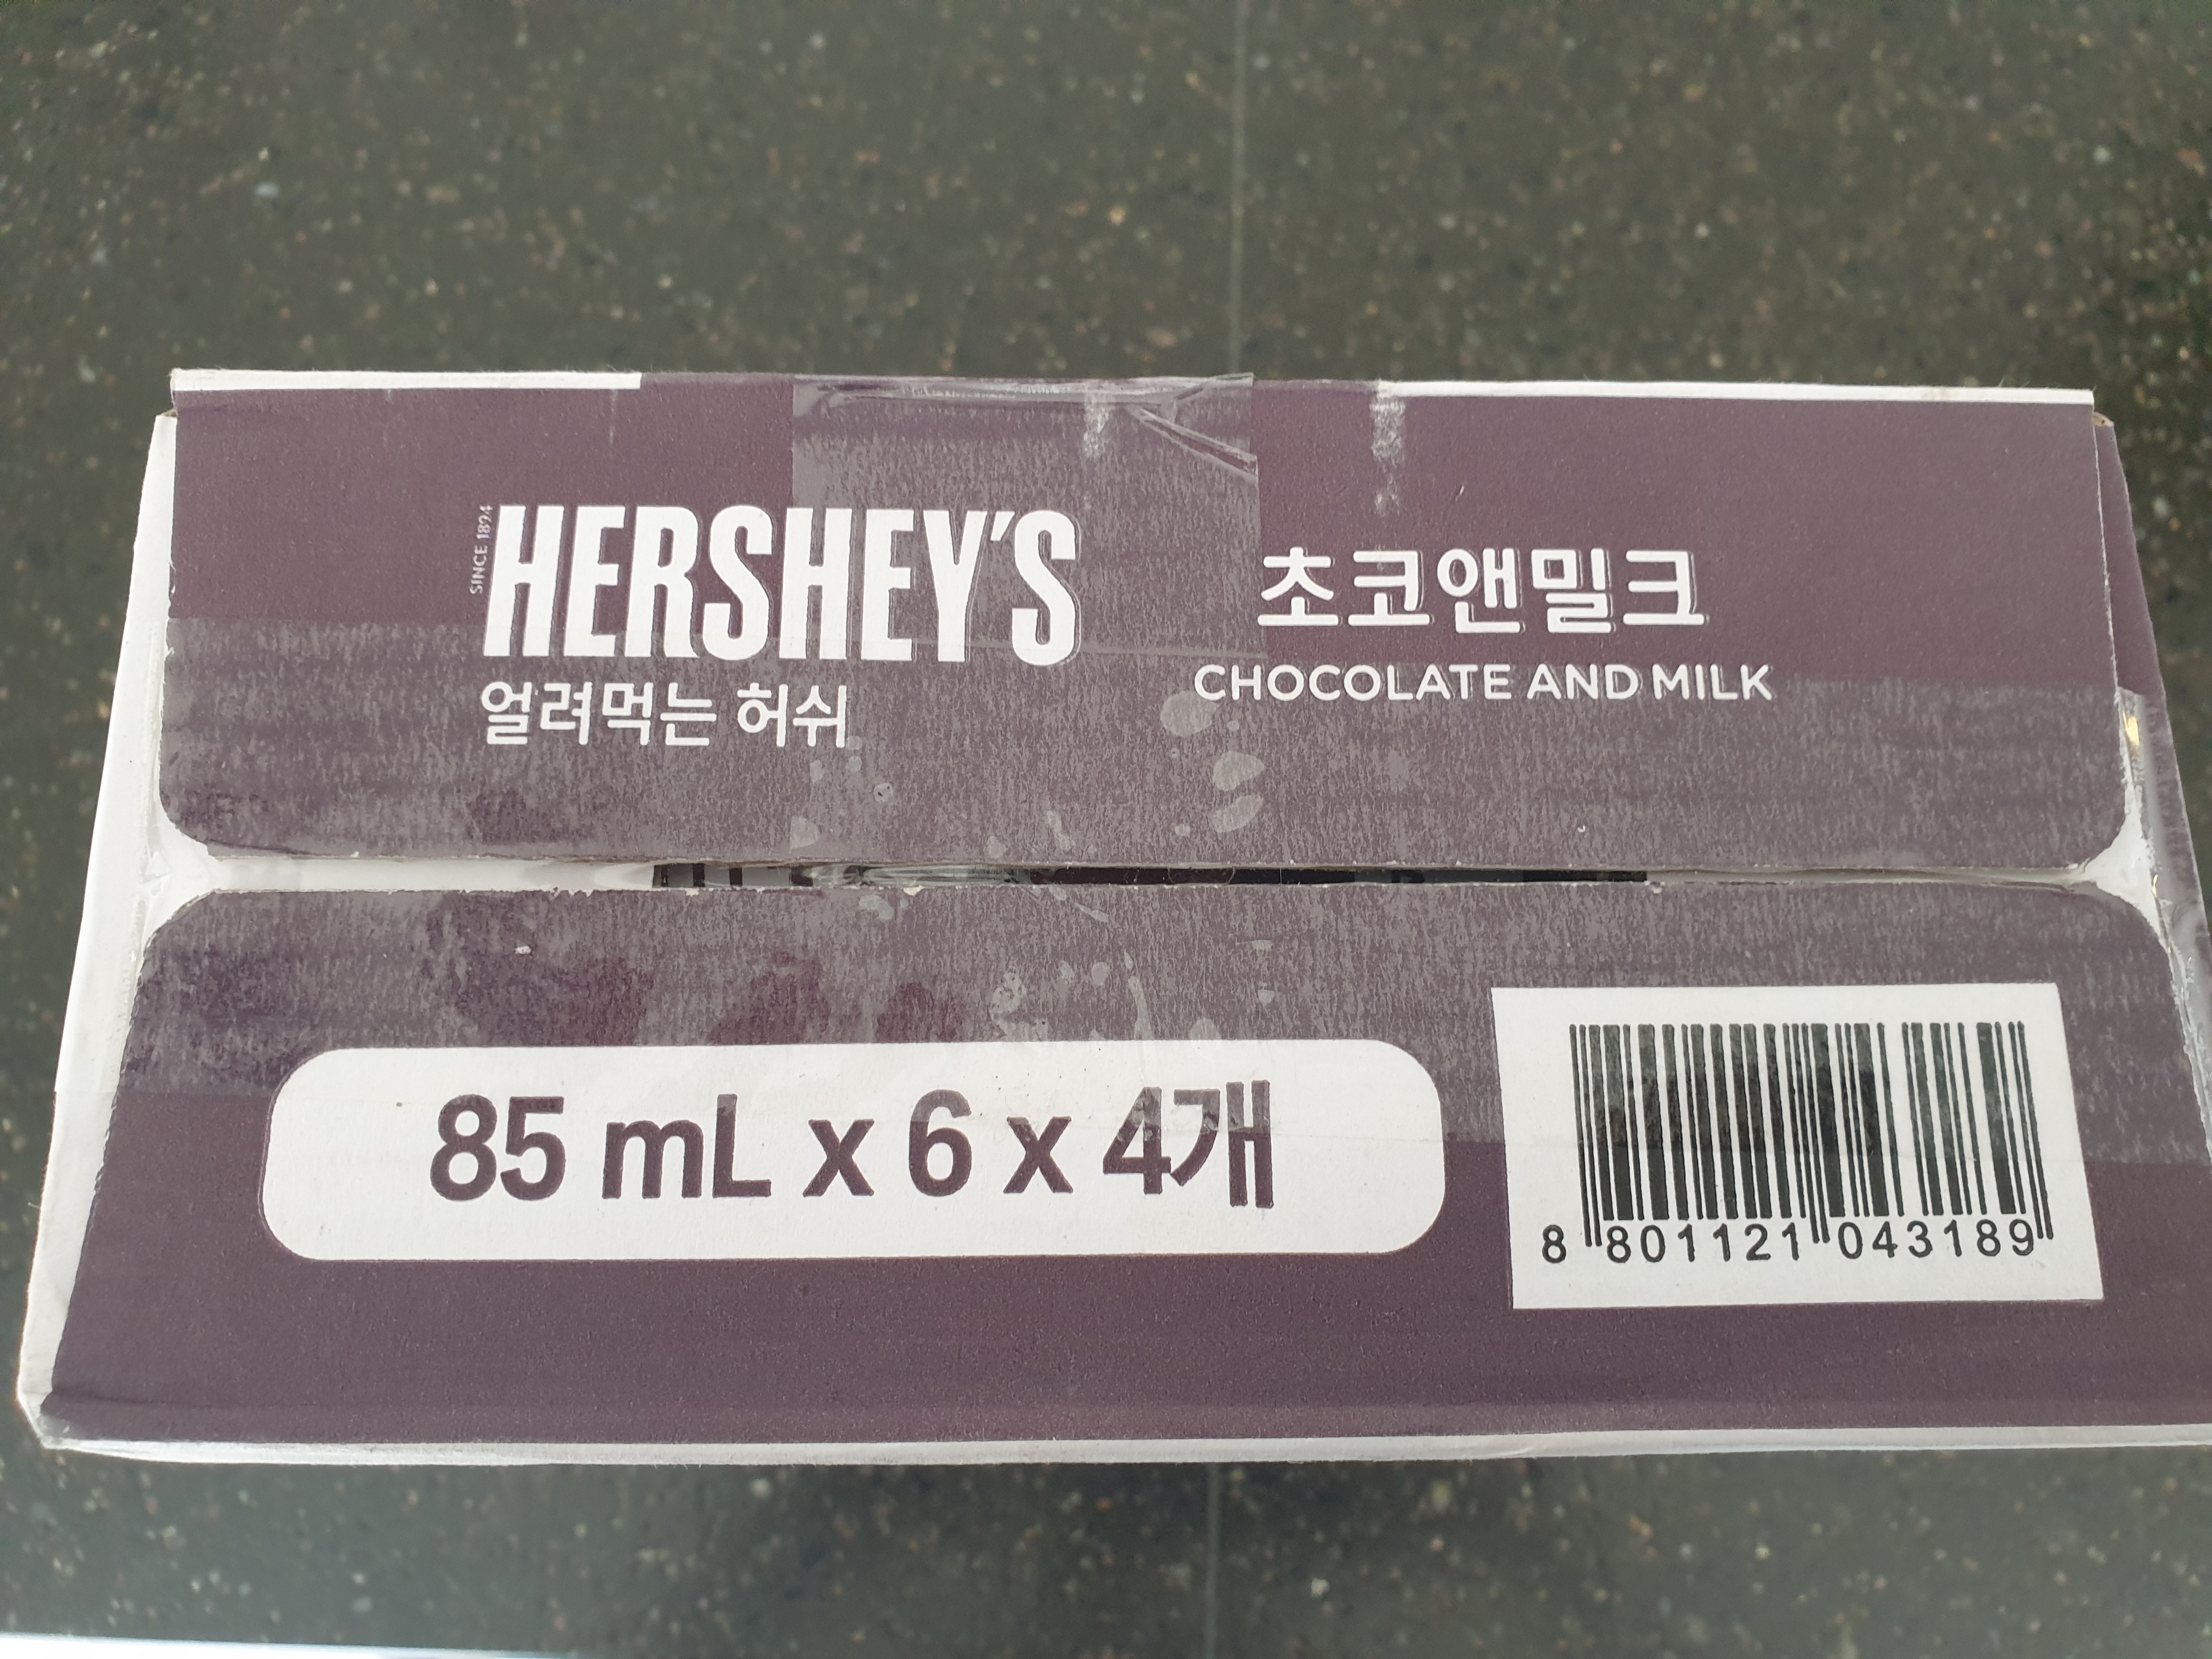 SINCE 1894
HERSHEY'S
얼려먹는 허쉬
초코앤밀크
CHOCOLATE AND MILK
85 mL x 6 x 4개
8 801121 043189